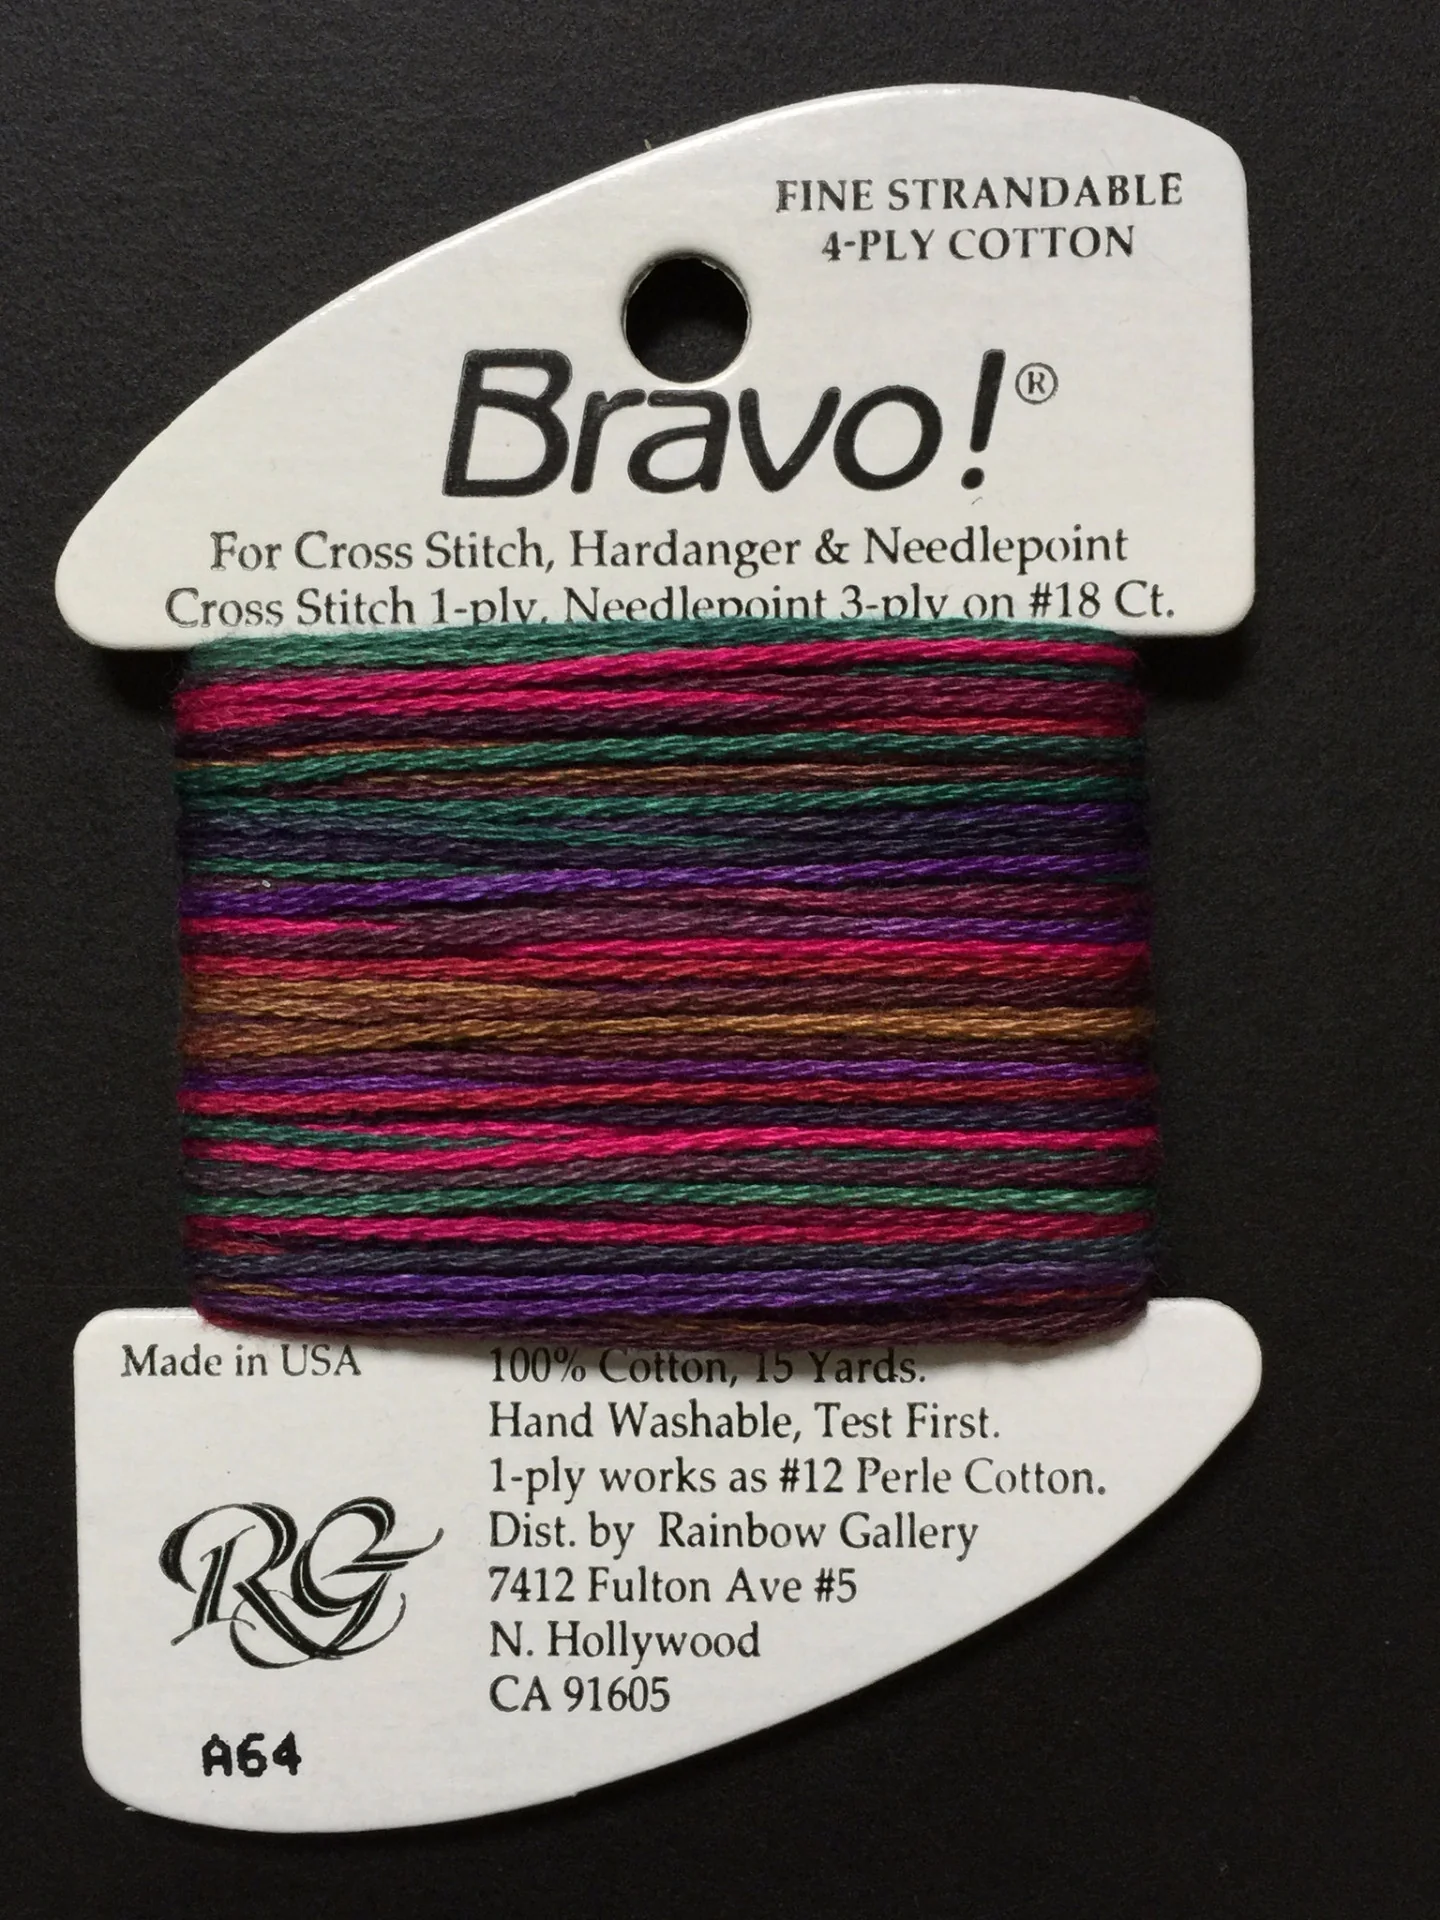 FINE STRANDABLE
4-PLY COTTON
Bravo!®
For Cross Stitch, Hardanger & Needlepoint
Cross Stitch 1-ply, Needlepoint 3-ply on #18 Ct.
Made in USA
100% Cotton, 15 Yards.
Hand Washable, Test First.
1-ply works as #12 Perle Cotton.
Dist. by Rainbow Gallery
7412 Fulton Ave #5
N. Hollywood
CA 91605
RG
A64